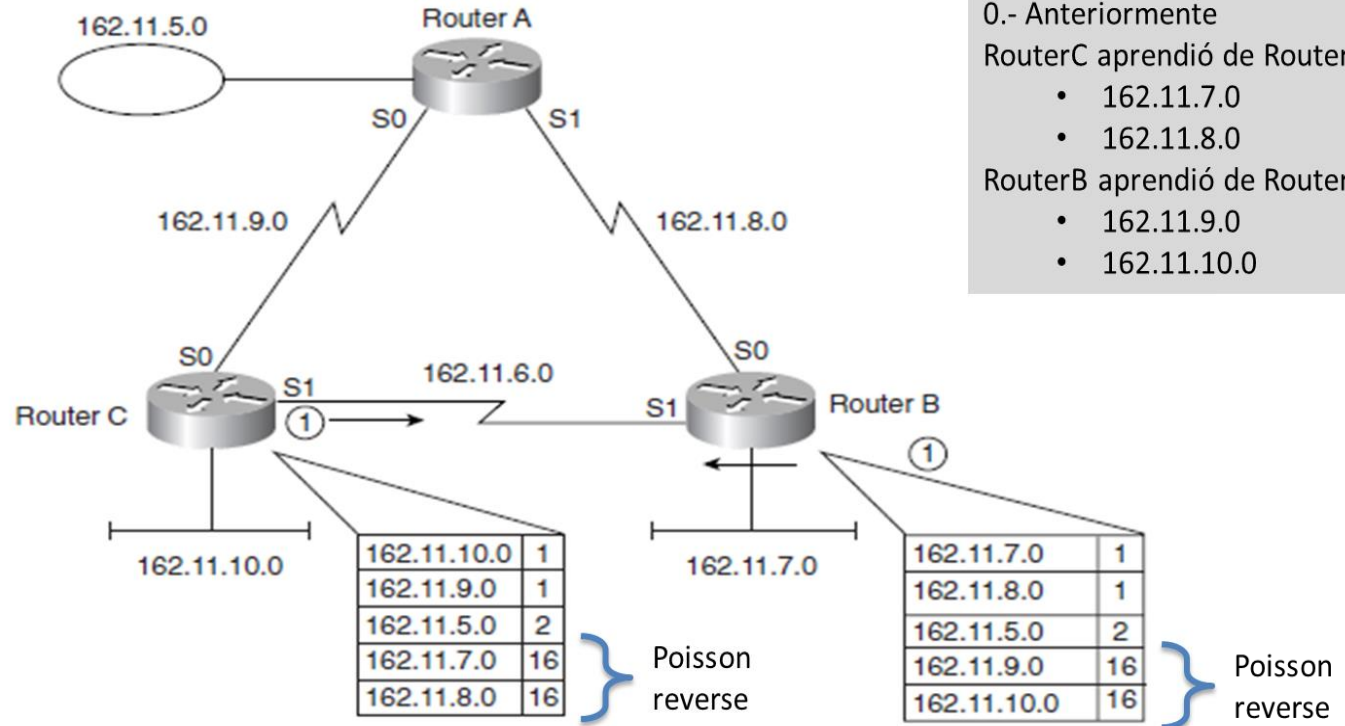 Router A
162.11.5.0
S0
S1
162.11.9.0
162.11.8.0
0.- Anteriormente
RouterC aprendió de Router
• 162.11.7.0
• 162.11.8.0
RouterB aprendió de Router
• 162.11.9.0
• 162.11.10.0
S0
S0
162.11.6.0
S1
S1
Router C
1
Router B
1
162.11.10.0
162.11.7.0
162.11.10.0 1
162.11.9.0 1
162.11.5.0 2
162.11.7.0 16
162.11.8.0 16
Poisson
reverse
162.11.7.0 1
162.11.8.0 1
162.11.5.0 2
162.11.9.0 16
162.11.10.0 16
Poisson
reverse